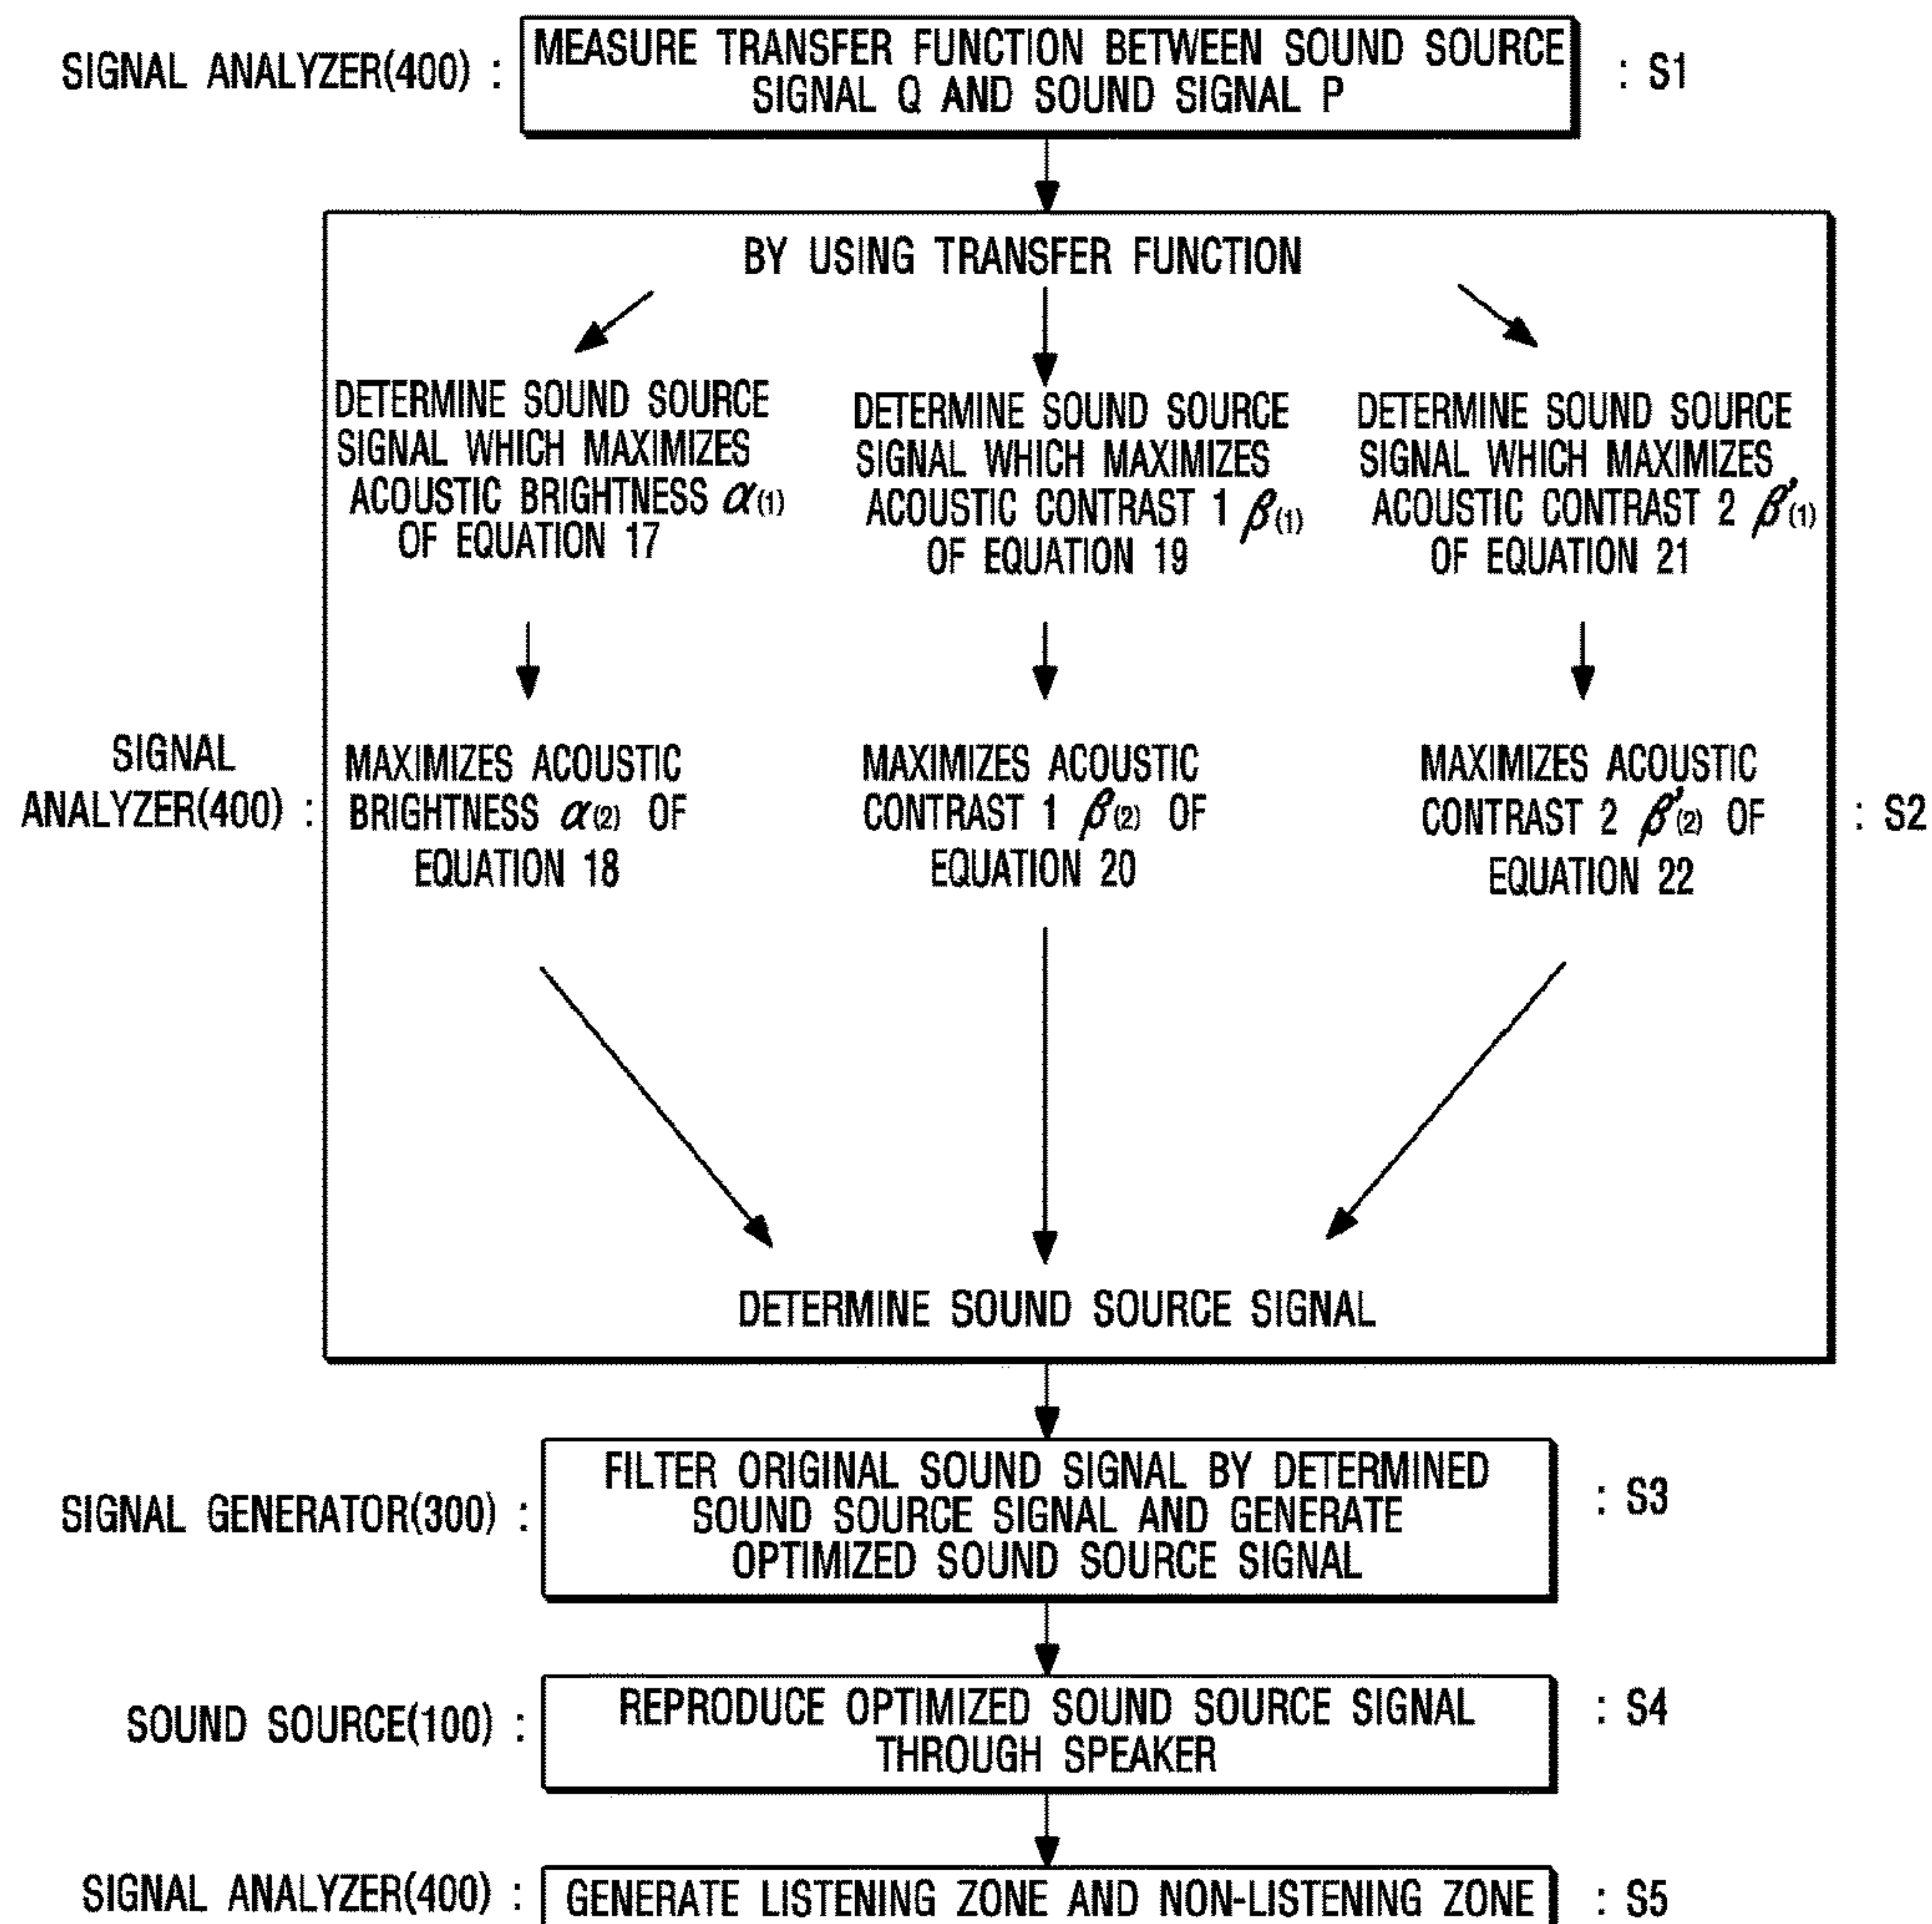 SIGNAL ANALYZER(400) :
MEASURE TRANSFER FUNCTION BETWEEN SOUND SOURCE
SIGNAL Q AND SOUND SIGNAL P
: S1
BY USING TRANSFER FUNCTION
DETERMINE SOUND SOURCE
SIGNAL WHICH MAXIMIZES
ACOUSTIC BRIGHTNESS α(1)
OF EQUATION 17
DETERMINE SOUND SOURCE
SIGNAL WHICH MAXIMIZES
ACOUSTIC CONTRAST 1 β(1)
OF EQUATION 19
DETERMINE SOUND SOURCE
SIGNAL WHICH MAXIMIZES
ACOUSTIC CONTRAST 2 β'(1)
OF EQUATION 21
SIGNAL
ANALYZER(400) :
MAXIMIZES ACOUSTIC
BRIGHTNESS α(2) OF
EQUATION 18
MAXIMIZES ACOUSTIC
CONTRAST 1 β(2) OF
EQUATION 20
MAXIMIZES ACOUSTIC
CONTRAST 2 β'(2) OF
EQUATION 22
: S2
DETERMINE SOUND SOURCE SIGNAL
SIGNAL GENERATOR(300) :
FILTER ORIGINAL SOUND SIGNAL BY DETERMINED
SOUND SOURCE SIGNAL AND GENERATE
OPTIMIZED SOUND SOURCE SIGNAL
: S3
SOUND SOURCE(100) :
REPRODUCE OPTIMIZED SOUND SOURCE SIGNAL
THROUGH SPEAKER
: S4
SIGNAL ANALYZER(400) :
GENERATE LISTENING ZONE AND NON-LISTENING ZONE
: S5